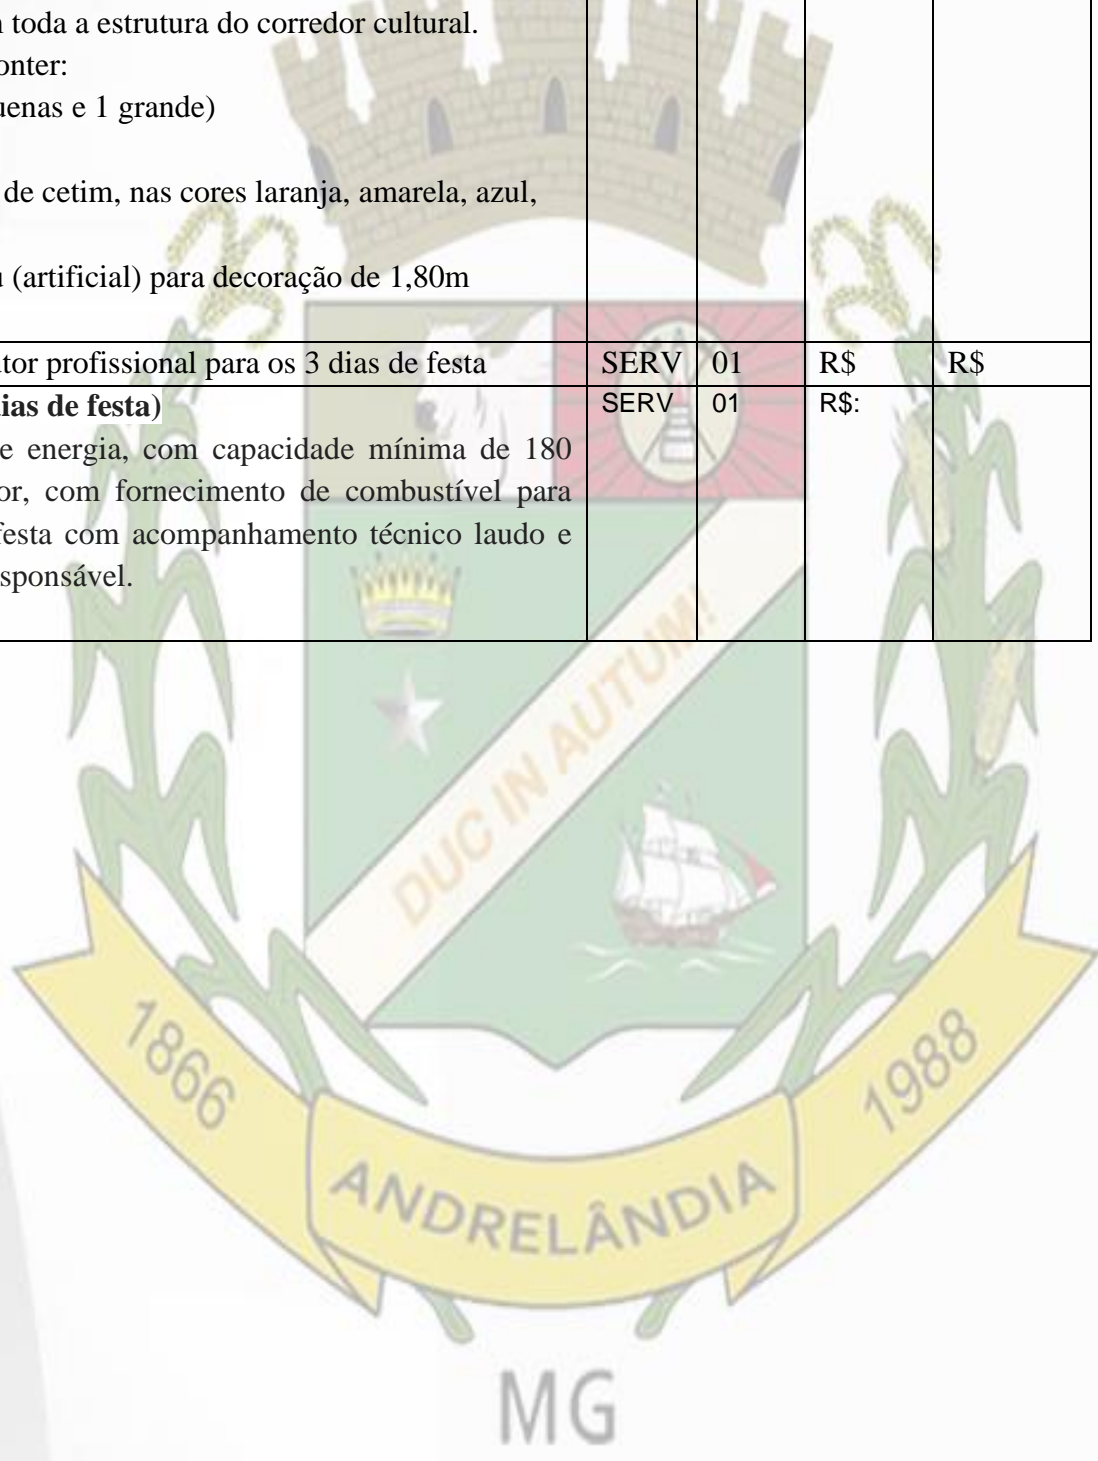 toda a estrutura do corredor cultural.
onter:
uenas e 1 grande)
de cetim, nas cores laranja, amarela, azul,
(artificial) para decoração de 1,80m
tor profissional para os 3 dias de festa SERV 01 R$ R$
ias de festa) SERV 01 R$:
e energia, com capacidade mínima de 180
or, com fornecimento de combustível para
festa com acompanhamento técnico laudo e
sponsável.
DUC IN AUTUM!
1866
ANDRELÂNDIA
1988
MG